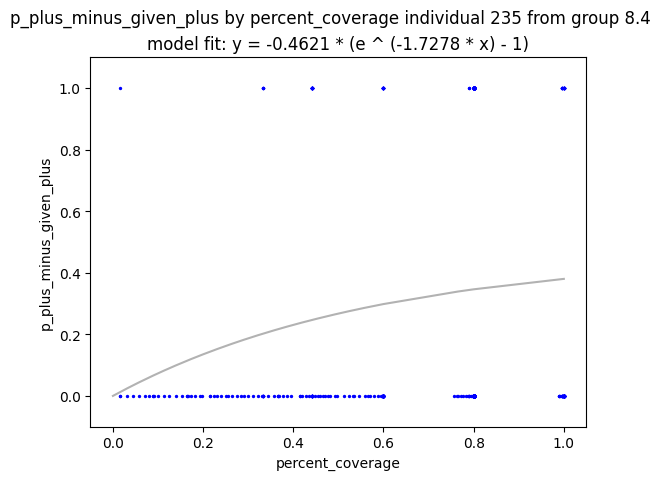 p_plus_minus_given_plus by percent_coverage individual 235 from group 8.4
model fit: y = -0.4621 * (e ^ (-1.7278 * x) - 1)
1.0
0.8
0.6
0.4
0.2
0.0
p_plus_minus_given_plus
0.0 0.2 0.4 0.6 0.8 1.0
percent_coverage